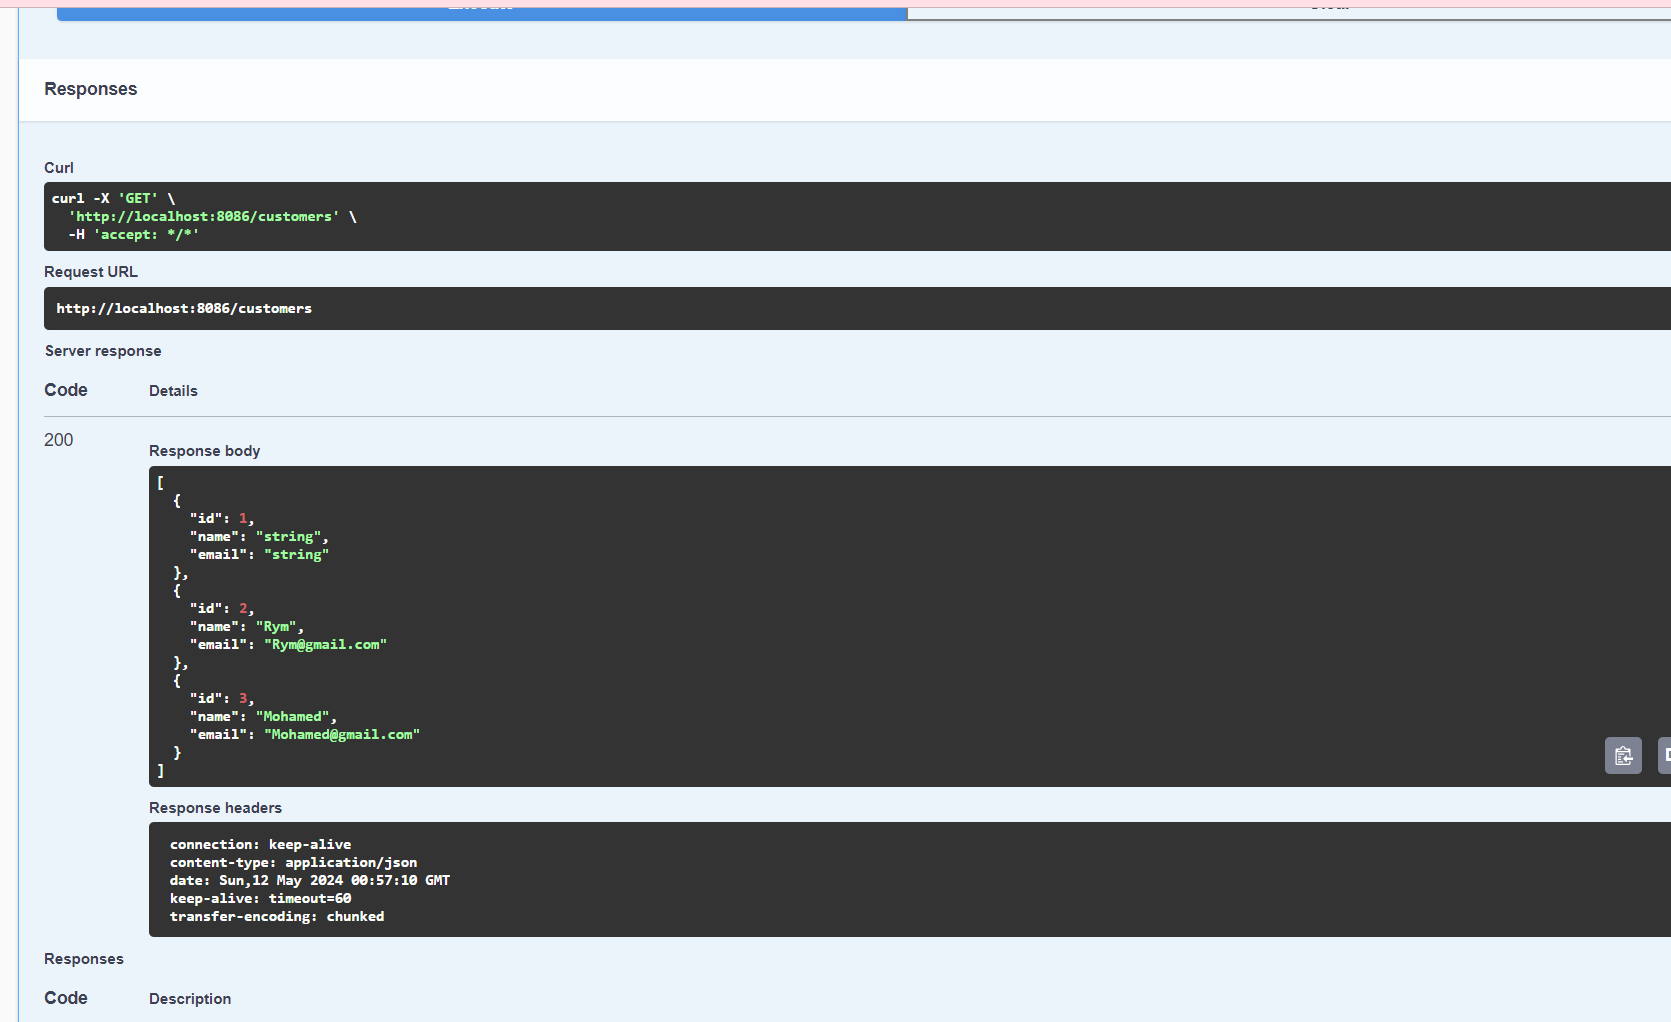 Responses
Curl
curl -X 'GET' \
'http://localhost:8086/customers' \
-H 'accept: */*'
Request URL
http://localhost:8086/customers
Server response
Code Details
200
Response body
[
{
"id": 1,
"name": "string",
"email": "string"
},
{
"id": 2,
"name": "Rym",
"email": "Rym@gmail.com"
},
{
"id": 3,
"name": "Mohamed",
"email": "Mohamed@gmail.com"
}
]
Response headers
connection: keep-alive
content-type: application/json
date: Sun,12 May 2024 00:57:10 GMT
keep-alive: timeout=60
transfer-encoding: chunked
Responses
Code Description